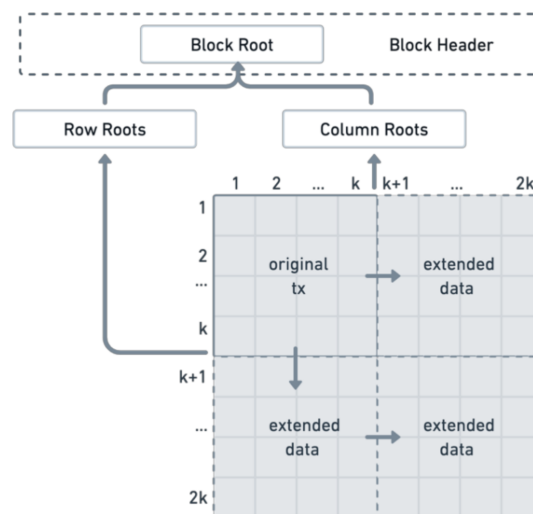 Block Root
Block Header
Row Roots
Column Roots
1 2 ... k k+1 ... 2k
1
2
...
k
original
tx
extended
data
k+1
...
2k
extended
data
extended
data